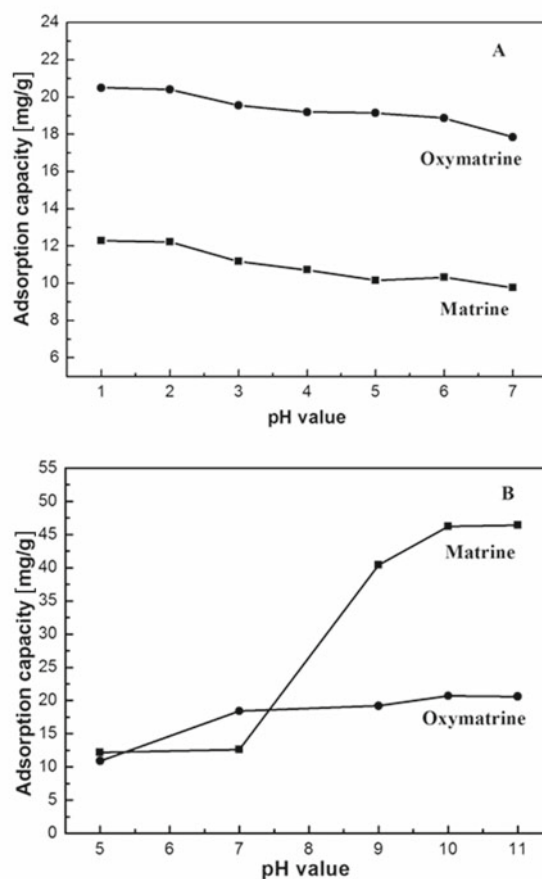 A
Adsorption capacity [mg/g]
24
22
20
18
16
14
12
10
8
6
Oxymatrine
Matrine
1 2 3 4 5 6 7
pH value
B
Adsorption capacity [mg/g]
55
50
45
40
35
30
25
20
15
10
5
0
Matrine
Oxymatrine
5 6 7 8 9 10 11
pH value